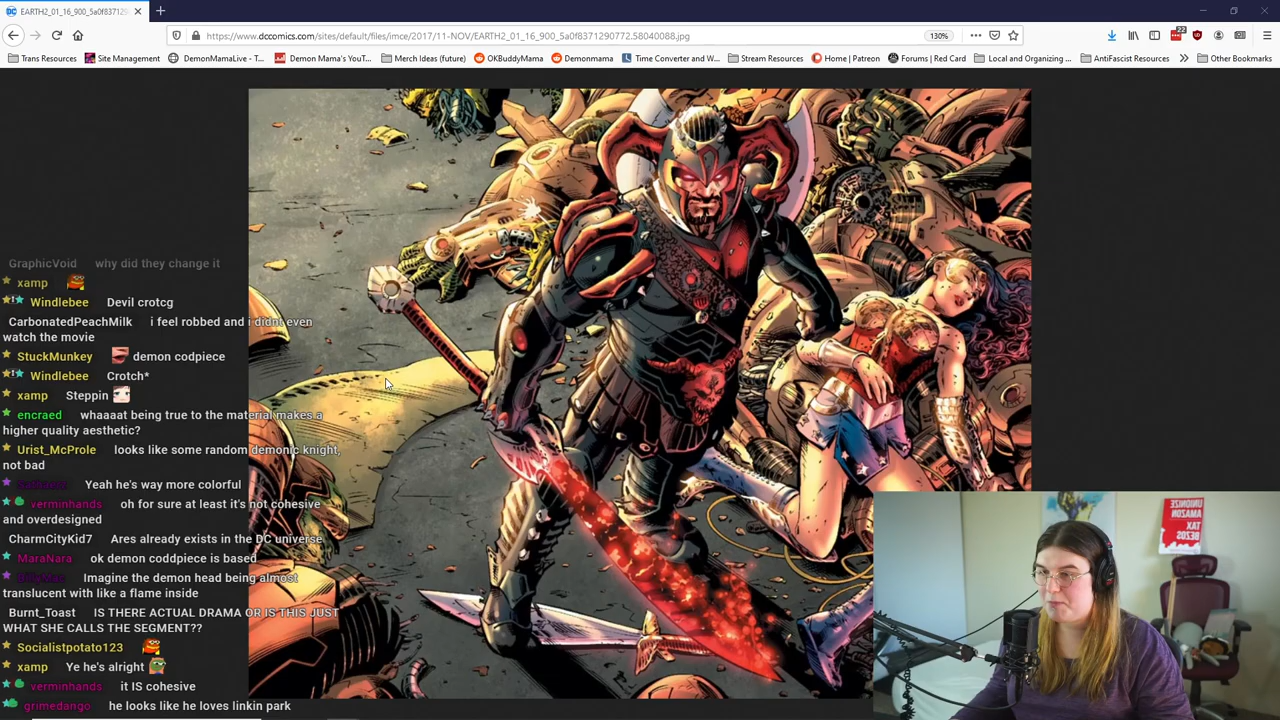 EARTH2_01_16_900_5a0f8371290
https://www.dccomics.com/sites/default/files/imce/2017/11-NOV/EARTH2_01_16_900_5a0f8371290772.58040088.jpg
130%
22
Trans Resources
Site Management
DemonMamaLive - T...
Demon Mama's YouT...
Merch Ideas (future)
OKBuddyMama
Demonmama
Time Converter and W...
Stream Resources
Home | Patreon
Forums | Red Card
Local and Organizing ...
AntiFascist Resources
Other Bookmarks
GraphicVoid why did they change it
xamp
Windlebee Devil crotcg
CarbonatedPeachMilk i feel robbed and i didnt even
watch the movie
StuckMunkey demon codpiece
Windlebee Crotch*
xamp Steppin
encraed whaaaat being true to the material makes a
higher quality aesthetic?
Urist_McProle looks like some random demonic knight,
not bad
Yeah he's way more colorful
verminhands oh for sure at least it's not cohesive
and overdesigned
CharmCityKid7 Ares already exists in the DC universe
MaraNara ok demon coddpiece is based
Imagine the demon head being almost
translucent with like a flame inside
Burnt_Toast IS THERE ACTUAL DRAMA OR IS THIS JUST
WHAT SHE CALLS THE SEGMENT??
Socialistpotato123
xamp Ye he's alright
verminhands it IS cohesive
grimedango he looks like he loves linkin park
UNIONIZE
AMAZON
TAX
BEZOS